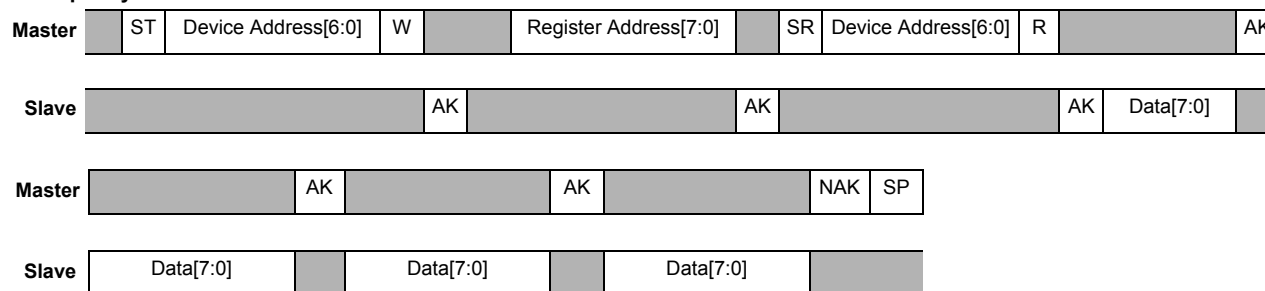 Master ST Device Address[6:0] W Register Address[7:0] SR Device Address[6:0] R AK
Slave AK AK AK Data[7:0]
Master AK AK NAK SP
Slave Data[7:0] Data[7:0] Data[7:0]